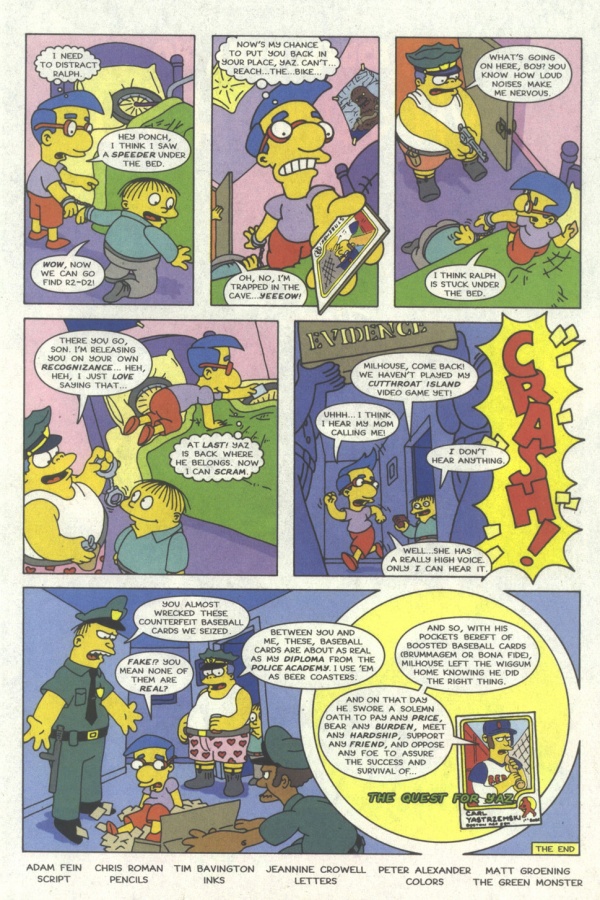 I NEED
TO DISTRACT
RALPH.
HEY PONCH,
I THINK I SAW
A SPEEDER UNDER
THE BED.
WOW, NOW
WE CAN GO
FIND R2-D2!
NOW'S MY CHANCE
TO PUT YOU BACK IN
YOUR PLACE, YAZ. CAN'T...
REACH...THE...BIKE...
OH, NO, I'M
TRAPPED IN THE
CAVE...YEEEOW!
WHAT'S GOING
ON HERE, BOY? YOU
KNOW HOW LOUD
NOISES MAKE
ME NERVOUS.
I THINK RALPH
IS STUCK UNDER
THE BED.
THERE YOU GO,
SON. I'M RELEASING
YOU ON YOUR OWN
RECOGNIZANCE... HEH,
HEH, I JUST LOVE
SAYING THAT...
AT LAST! YAZ
IS BACK WHERE
HE BELONGS. NOW
I CAN SCRAM.
EVIDENCE
MILHOUSE, COME BACK!
WE HAVEN'T PLAYED MY
CUTTHROAT ISLAND
VIDEO GAME YET!
UHHH... I THINK
I HEAR MY MOM
CALLING ME!
I DON'T
HEAR ANYTHING.
WELL...SHE HAS
A REALLY HIGH VOICE.
ONLY I CAN HEAR IT.
CRASH!
YOU ALMOST
WRECKED THESE
COUNTERFEIT BASEBALL
CARDS WE SEIZED.
FAKE!? YOU
MEAN NONE OF
THEM ARE
REAL?
BETWEEN YOU AND
ME, THESE, BASEBALL
CARDS ARE ABOUT AS REAL
AS MY DIPLOMA FROM THE
POLICE ACADEMY. I USE 'EM
AS BEER COASTERS.
AND SO, WITH HIS
POCKETS BEREFT OF
BOOSTED BASEBALL CARDS
(BRUMMAGEM OR BONA FIDE),
MILHOUSE LEFT THE WIGGUM
HOME KNOWING HE DID
THE RIGHT THING.
AND ON THAT DAY
HE SWORE A SOLEMN
OATH TO PAY ANY PRICE,
BEAR ANY BURDEN, MEET
ANY HARDSHIP, SUPPORT
ANY FRIEND, AND OPPOSE
ANY FOE TO ASSURE
THE SUCCESS AND
SURVIVAL OF...
THE QUEST FOR YAZ
CARL
YASTRZEMSKI
BOSTON RED SOX
THE END
ADAM FEIN
SCRIPT
CHRIS ROMAN
PENCILS
TIM BAVINGTON
INKS
JEANNINE CROWELL
LETTERS
PETER ALEXANDER
COLORS
MATT GROENING
THE GREEN MONSTER